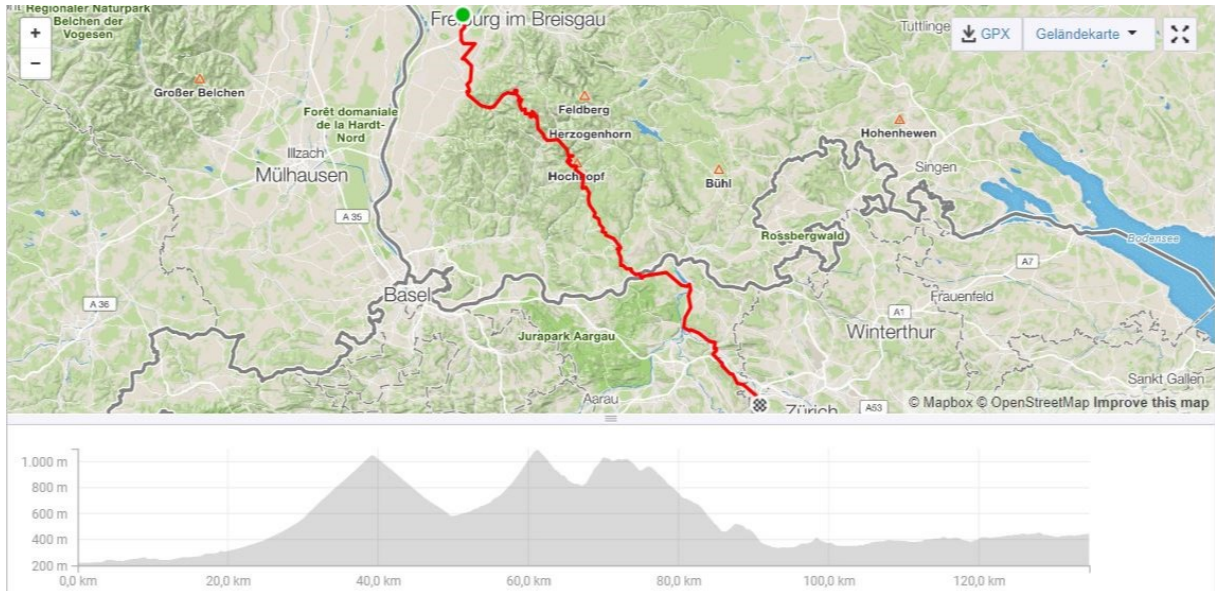 Regionaler Naturpark
Belchen der
Vogesen
Freiburg im Breisgau
Tuttlinge
GPX
Geländekarte
+
−
Großer Belchen
Forêt domaniale
de la Hardt-
Nord
Feldberg
Herzogenhorn
Hohenhewen
Illzach
Mülhausen
Bühl
Singen
A 35
Rossbergwald
Bodensee
A7
Basel
A 36
Frauenfeld
A1
Jurapark Aargau
Winterthur
Sankt Gallen
Aarau
Zürich
A53
© Mapbox © OpenStreetMap Improve this map
1.000 m
800 m
600 m
400 m
200 m
0,0 km
20,0 km
40,0 km
60,0 km
80,0 km
100,0 km
120,0 km